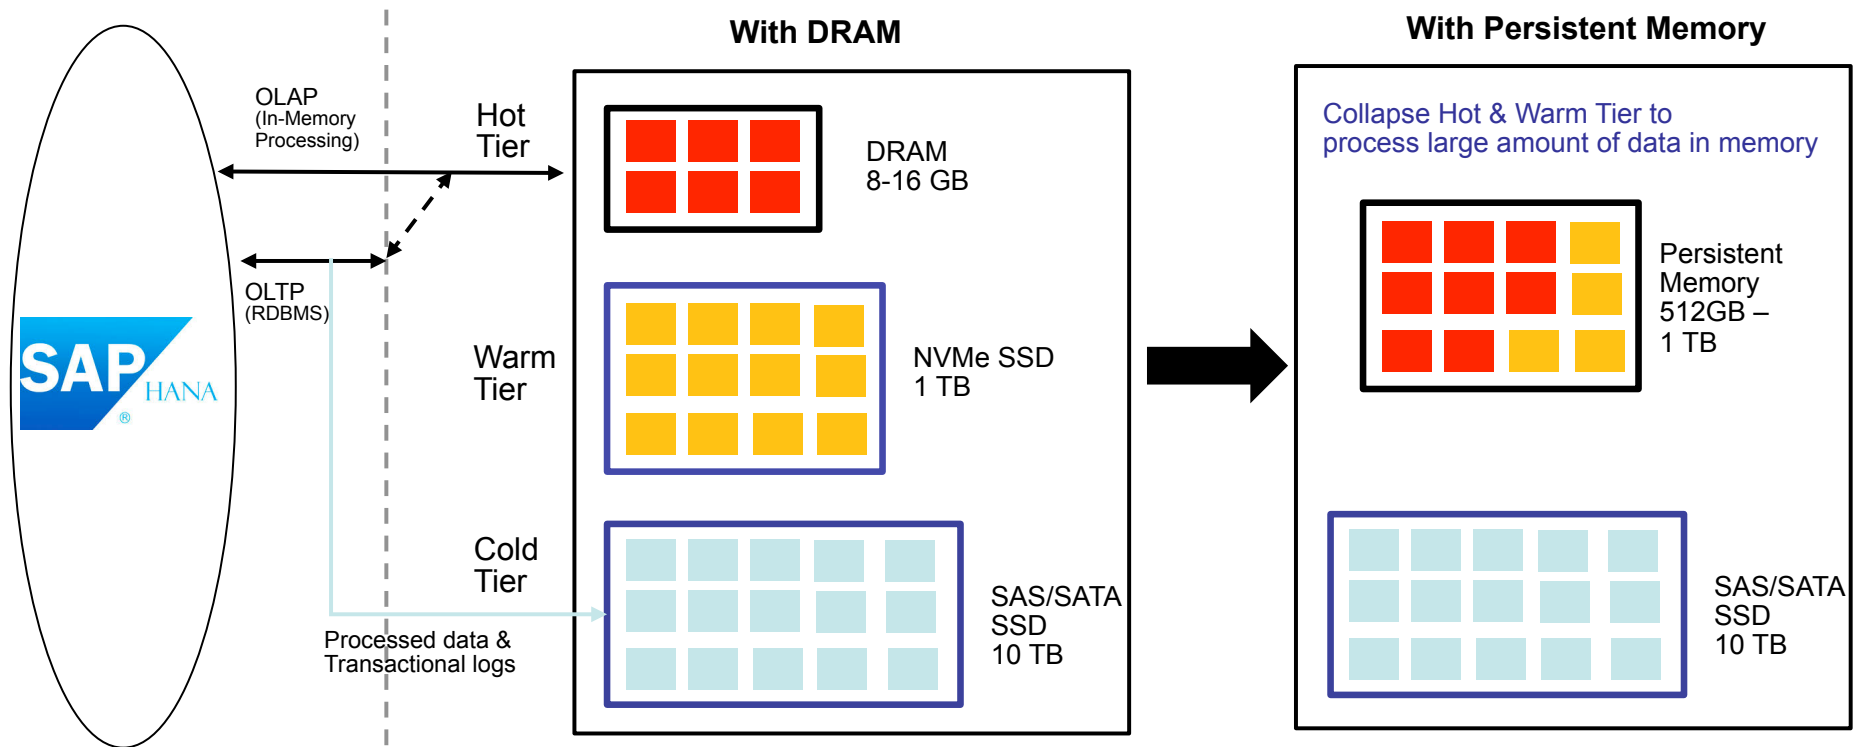 With DRAM
With Persistent Memory
OLAP
(In-Memory
Processing)
Hot
Tier
DRAM
8-16 GB
Collapse Hot & Warm Tier to
process large amount of data in memory
OLTP
(RDBMS)
Persistent
Memory
512GB –
1 TB
SAP
®
HANA
Warm
Tier
NVMe SSD
1 TB
Cold
Tier
SAS/SATA
SSD
10 TB
SAS/SATA
SSD
10 TB
Processed data &
Transactional logs